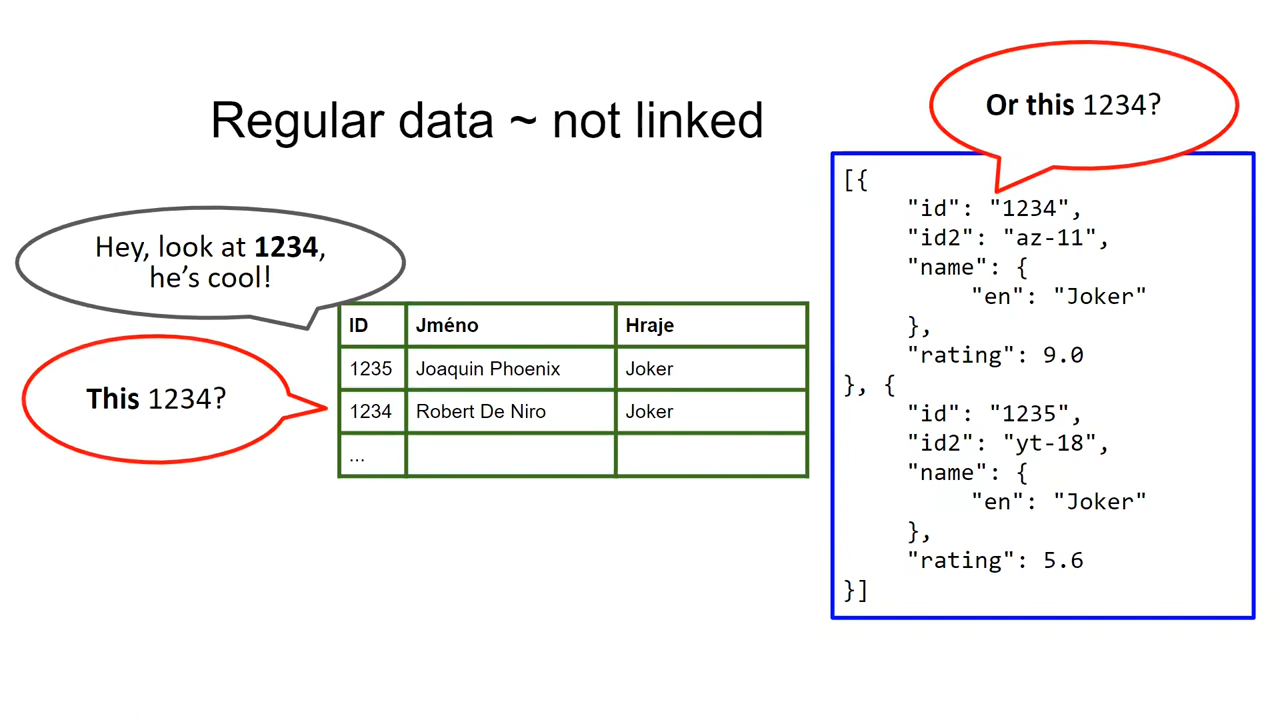 Regular data ~ not linked
Hey, look at 1234,
he's cool!
This 1234?
ID Jméno Hraje
1235 Joaquin Phoenix Joker
1234 Robert De Niro Joker
...
Or this 1234?
[{
"id": "1234",
"id2": "az-11",
"name": {
"en": "Joker"
},
"rating": 9.0
}, {
"id": "1235",
"id2": "yt-18",
"name": {
"en": "Joker"
},
"rating": 5.6
}]